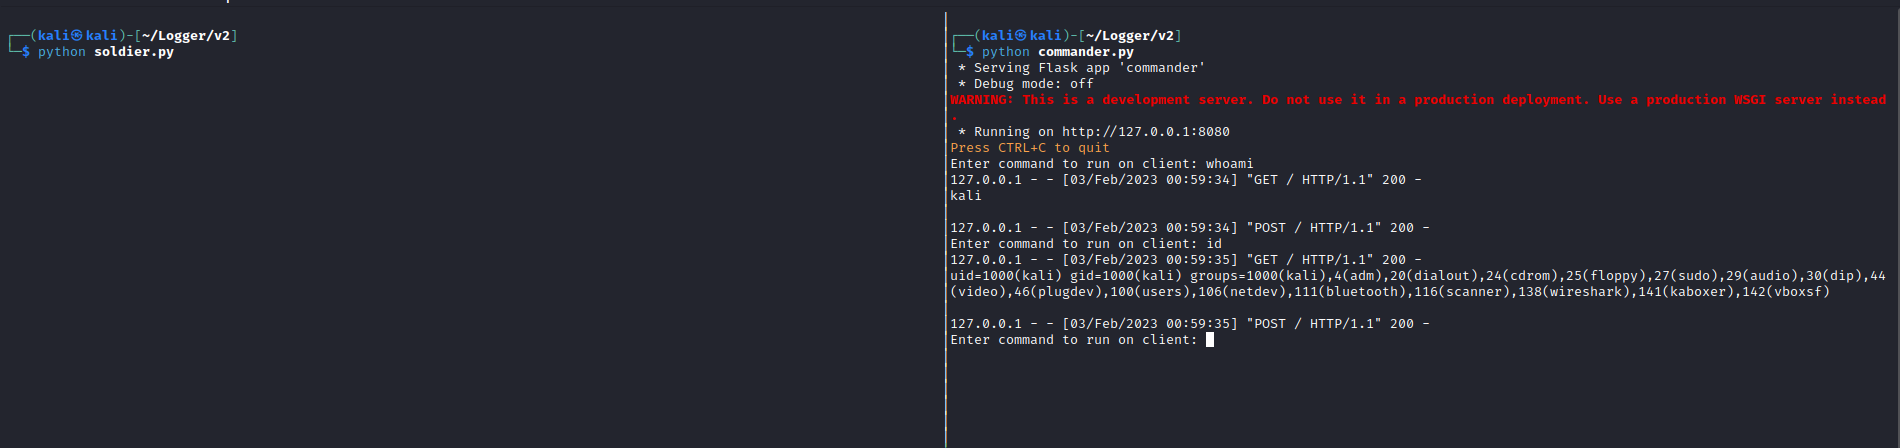 ┌──(kali㉿kali)-[~/Logger/v2]
└─$ python soldier.py
┌──(kali㉿kali)-[~/Logger/v2]
└─$ python commander.py
 * Serving Flask app 'commander'
 * Debug mode: off
WARNING: This is a development server. Do not use it in a production deployment. Use a production WSGI server instead
.
 * Running on http://127.0.0.1:8080
Press CTRL+C to quit
Enter command to run on client: whoami
127.0.0.1 - - [03/Feb/2023 00:59:34] "GET / HTTP/1.1" 200 -
kali
127.0.0.1 - - [03/Feb/2023 00:59:34] "POST / HTTP/1.1" 200 -
Enter command to run on client: id
127.0.0.1 - - [03/Feb/2023 00:59:35] "GET / HTTP/1.1" 200 -
uid=1000(kali) gid=1000(kali) groups=1000(kali),4(adm),20(dialout),24(cdrom),25(floppy),27(sudo),29(audio),30(dip),44
(video),46(plugdev),100(users),106(netdev),111(bluetooth),116(scanner),138(wireshark),141(kaboxer),142(vboxsf)
127.0.0.1 - - [03/Feb/2023 00:59:35] "POST / HTTP/1.1" 200 -
Enter command to run on client: